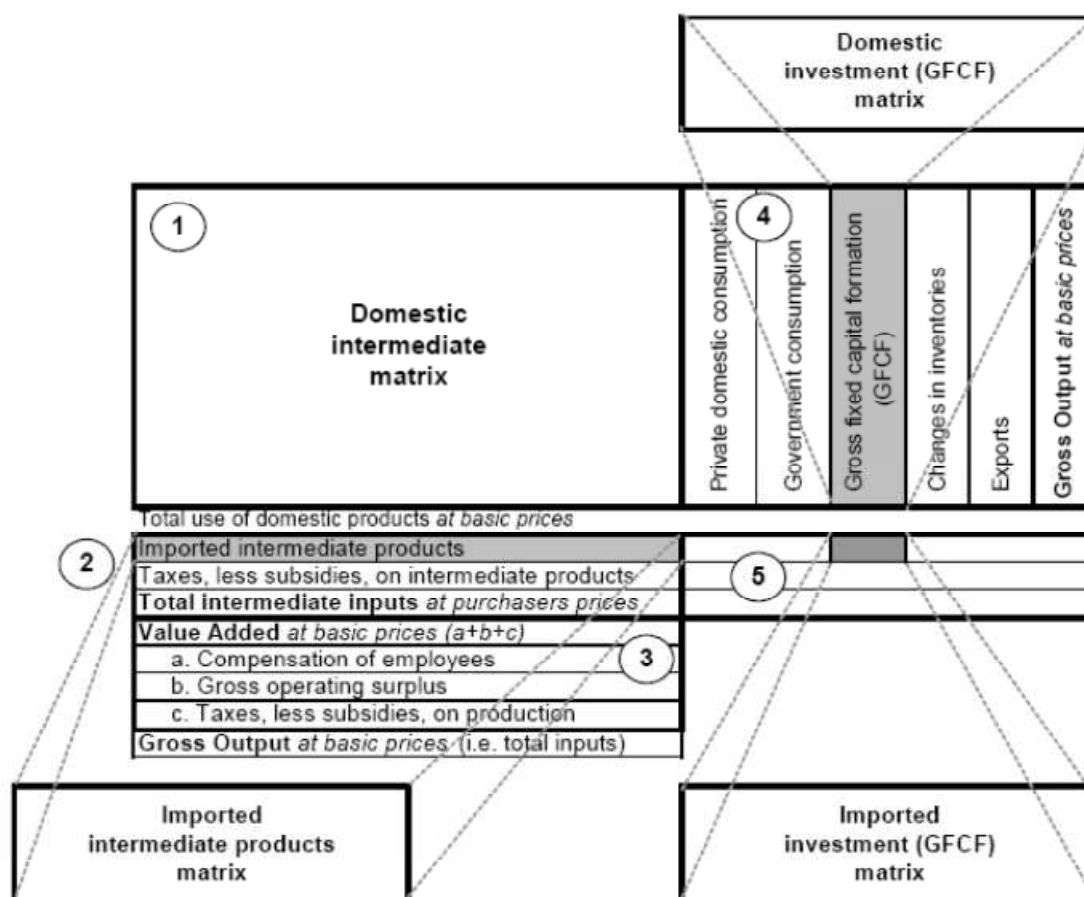 Domestic
investment (GFCF)
matrix
1
Domestic
intermediate
matrix
4
Private domestic consumption
Government consumption
Gross fixed capital formation
(GFCF)
Changes in inventories
Exports
Gross Output at basic prices
Total use of domestic products at basic prices
2
Imported intermediate products
Taxes, less subsidies, on intermediate products
5
Total intermediate inputs at purchasers prices
Value Added at basic prices (a+b+c)
3
a. Compensation of employees
b. Gross operating surplus
c. Taxes, less subsidies, on production
Gross Output at basic prices (i.e. total inputs)
Imported
intermediate products
matrix
Imported
investment (GFCF)
matrix